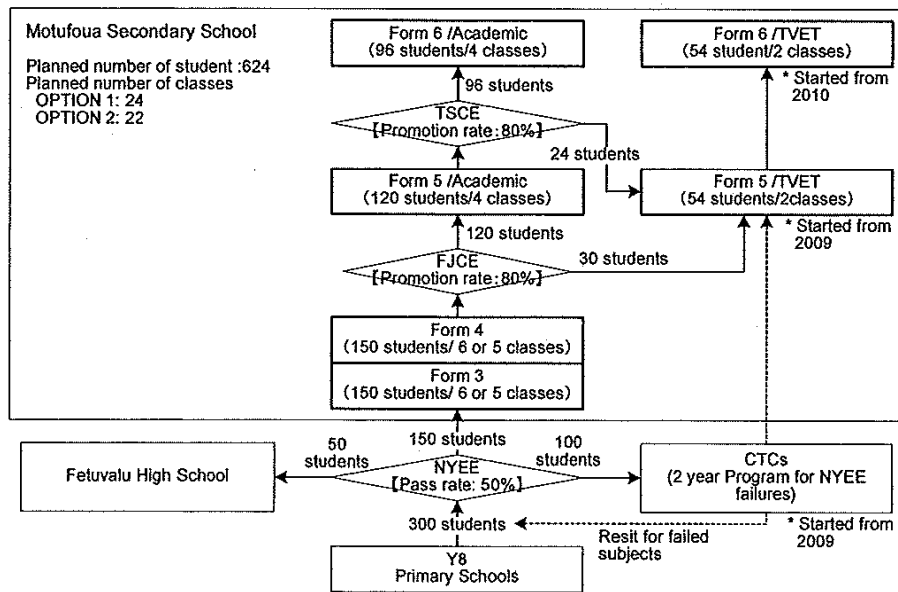 Motufoua Secondary School
Planned number of student :624
Planned number of classes
OPTION 1: 24
OPTION 2: 22
Form 6 /Academic
(96 students/4 classes)
Form 6 /TVET
(54 student/2 classes)
* Started from
2010
96 students
TSCE
【Promotion rate:80%】
24 students
Form 5 /Academic
(120 students/4 classes)
Form 5 /TVET
(54 students/2classes)
* Started from
2009
120 students
FJCE
【Promotion rate:80%】
30 students
Form 4
(150 students/ 6 or 5 classes)
Form 3
(150 students/ 6 or 5 classes)
150 students
50
students
100
students
Fetuvalu High School
NYEE
【Pass rate: 50%】
CTCs
(2 year Program for NYEE
failures)
* Started from
2009
300 students
Resit for failed
subjects
Y8
Primary Schools